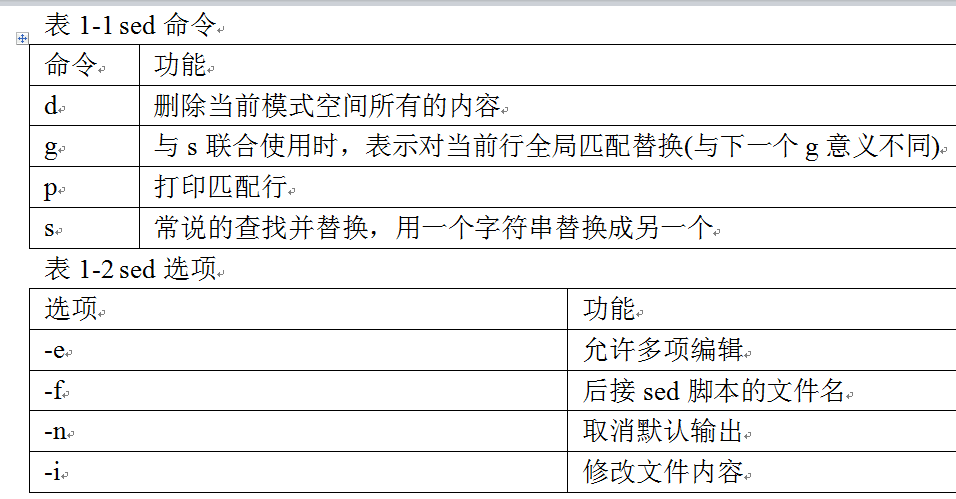 表 1-1 sed 命令
命令 功能
d 删除当前模式空间所有的内容
g 与 s 联合使用时，表示对当前行全局匹配替换(与下一个 g 意义不同)
p 打印匹配行
s 常说的查找并替换，用一个字符串替换成另一个
表 1-2 sed 选项
选项 功能
-e 允许多项编辑
-f 后接 sed 脚本的文件名
-n 取消默认输出
-i 修改文件内容